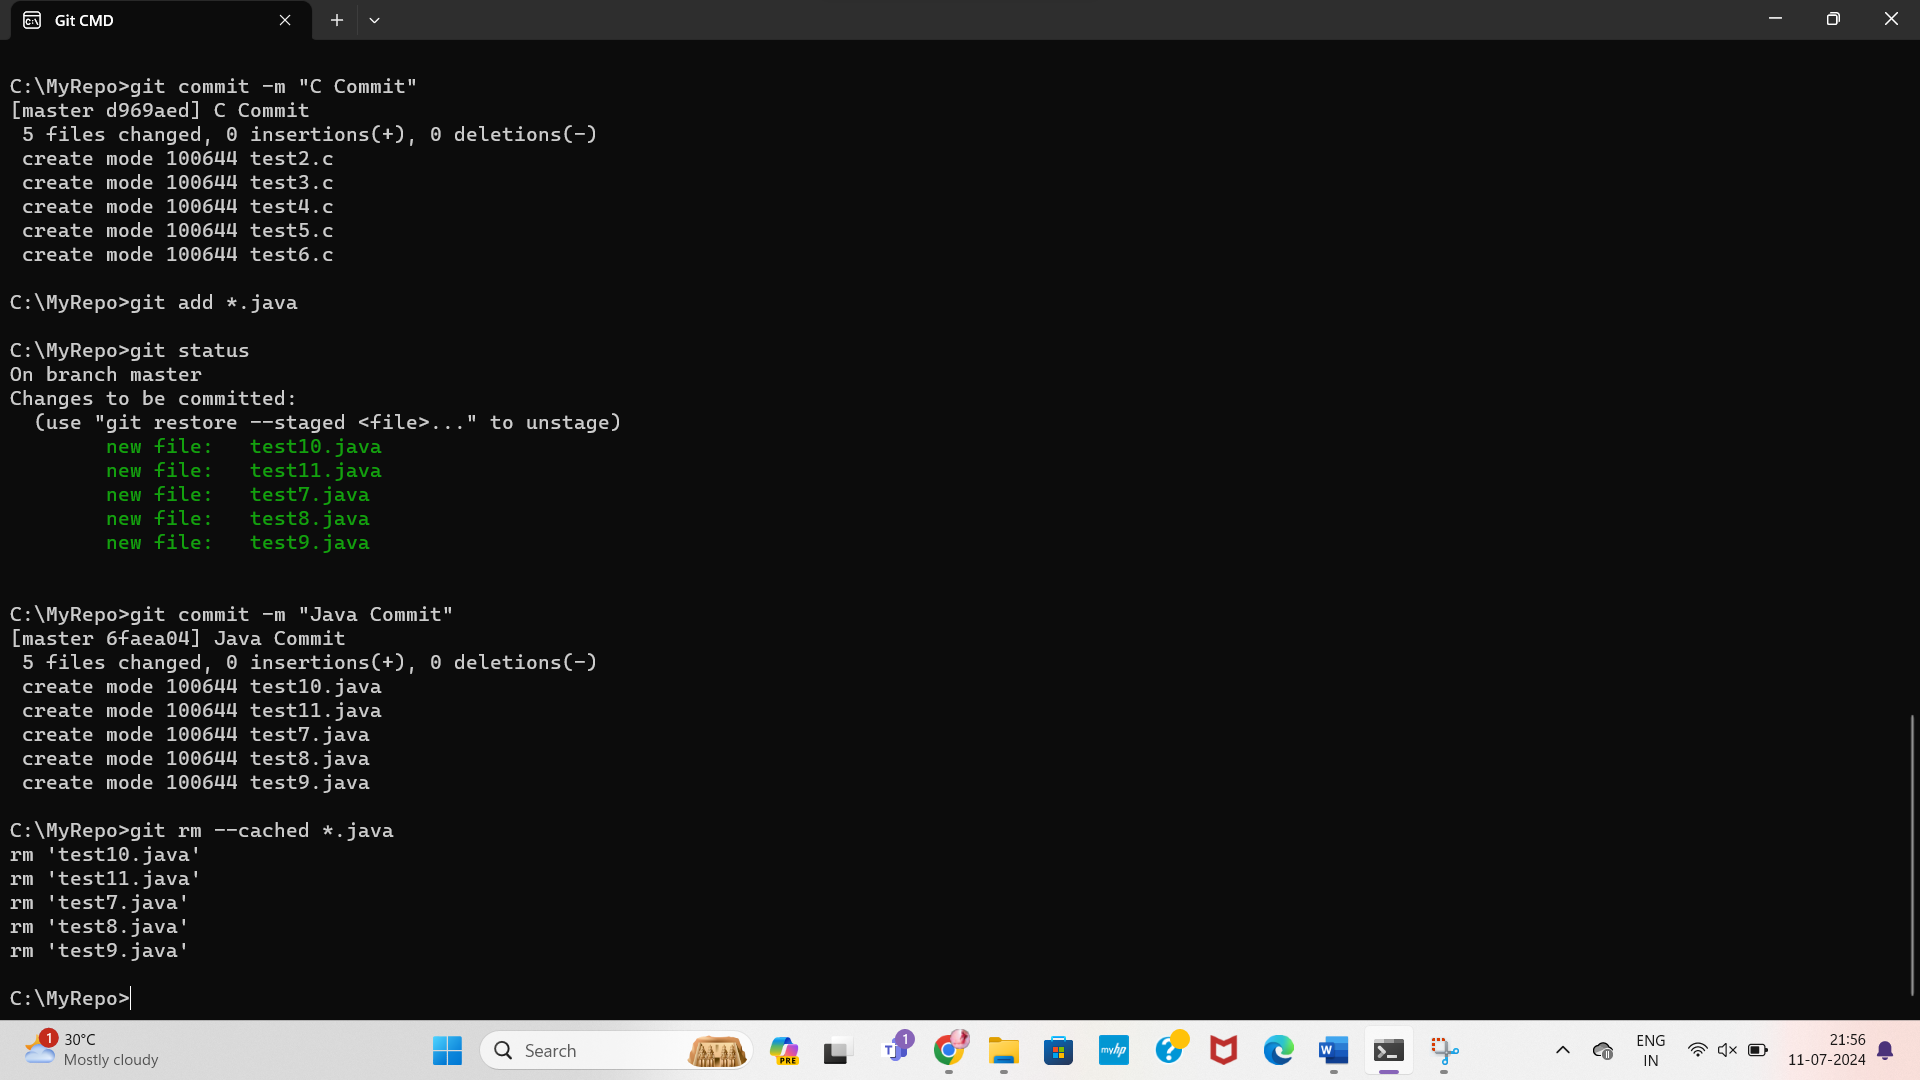 Git CMD
C:\MyRepo>git commit -m "C Commit"
[master d969aed] C Commit
 5 files changed, 0 insertions(+), 0 deletions(-)
 create mode 100644 test2.c
 create mode 100644 test3.c
 create mode 100644 test4.c
 create mode 100644 test5.c
 create mode 100644 test6.c
C:\MyRepo>git add *.java
C:\MyRepo>git status
On branch master
Changes to be committed:
  (use "git restore --staged <file>..." to unstage)
        new file:   test10.java
        new file:   test11.java
        new file:   test7.java
        new file:   test8.java
        new file:   test9.java
C:\MyRepo>git commit -m "Java Commit"
[master 6faea04] Java Commit
 5 files changed, 0 insertions(+), 0 deletions(-)
 create mode 100644 test10.java
 create mode 100644 test11.java
 create mode 100644 test7.java
 create mode 100644 test8.java
 create mode 100644 test9.java
C:\MyRepo>git rm --cached *.java
rm 'test10.java'
rm 'test11.java'
rm 'test7.java'
rm 'test8.java'
rm 'test9.java'
C:\MyRepo>
1
30°C
Mostly cloudy
Search
PRE
1
myhp
W
ENG
IN
21:56
11-07-2024